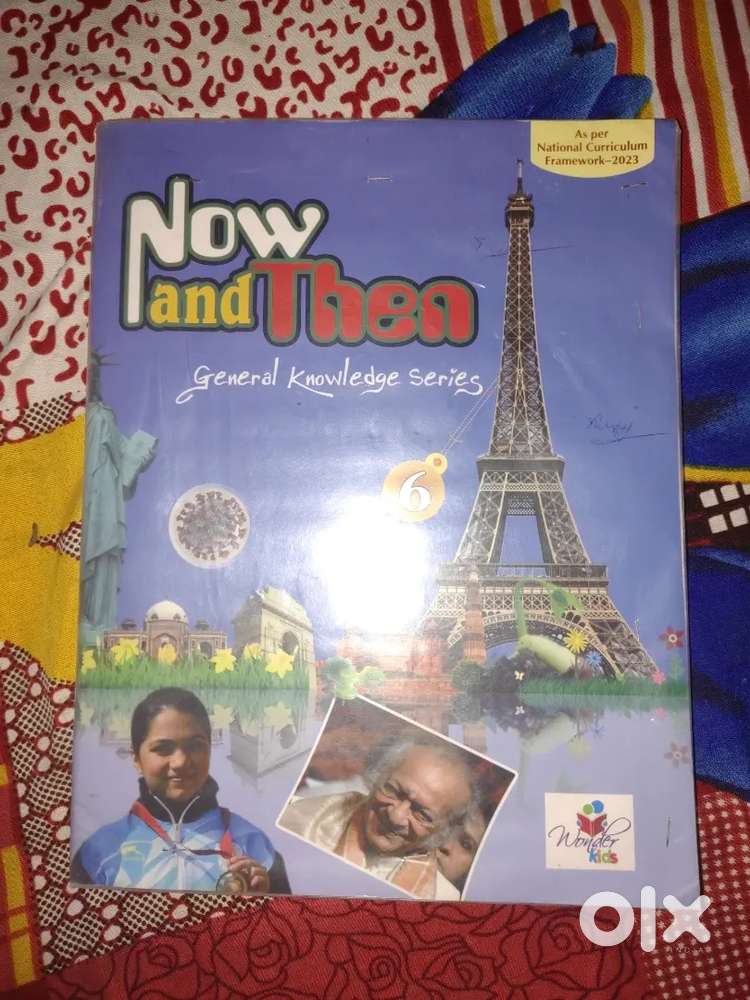 As per
National Curriculum
Framework–2023
Now
and Then
General Knowledge Series
6
Wonder
kids
olx